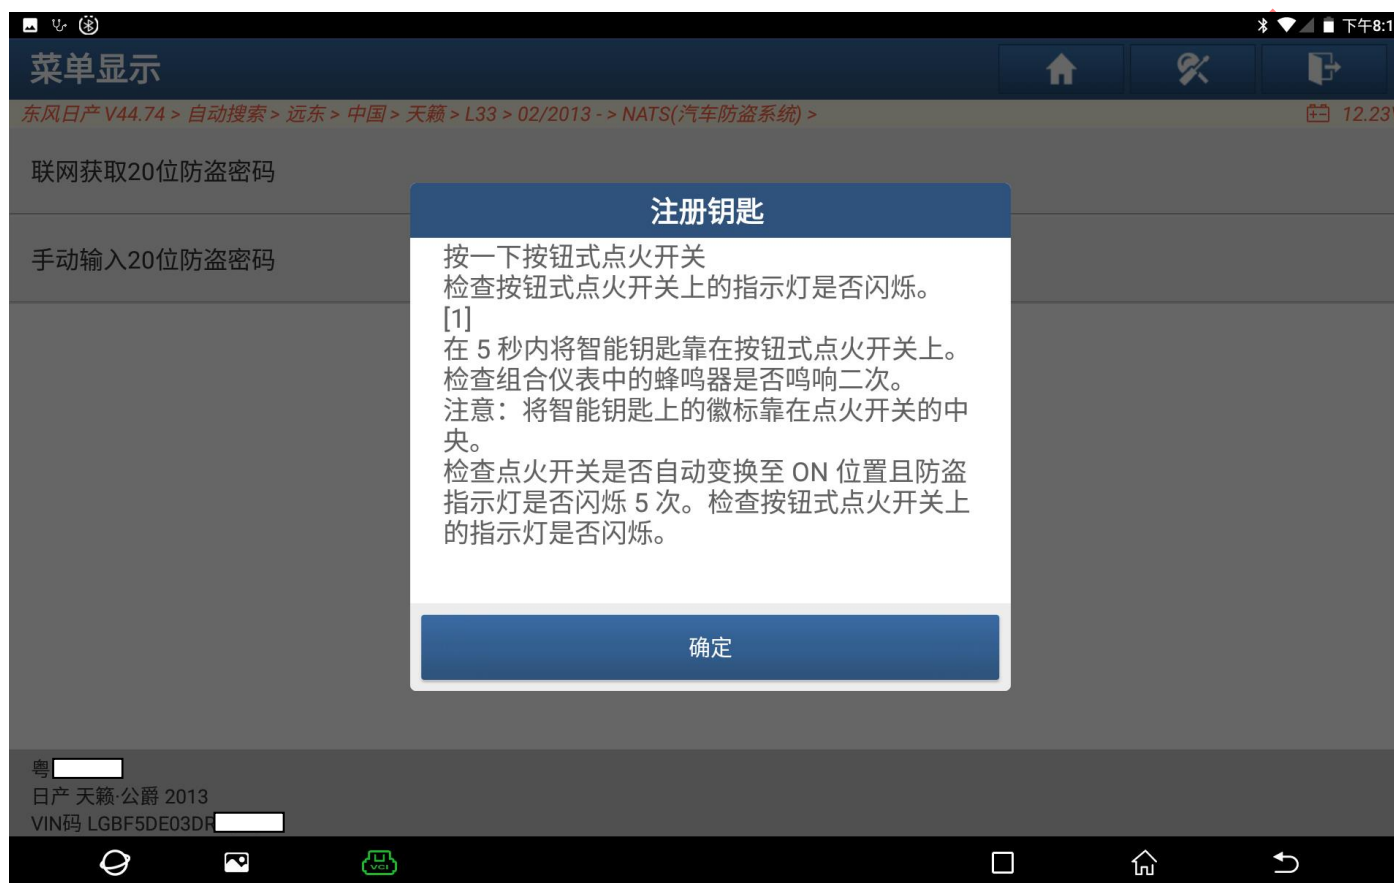 下午8:1
菜单显示
东风日产 V44.74 > 自动搜索 > 远东 > 中国 > 天籁 > L33 > 02/2013 - > NATS(汽车防盗系统) >
12.23
联网获取20位防盗密码
手动输入20位防盗密码
注册钥匙
按一下按钮式点火开关
检查按钮式点火开关上的指示灯是否闪烁。
[1]
在 5 秒内将智能钥匙靠在按钮式点火开关上。
检查组合仪表中的蜂鸣器是否鸣响二次。
注意：将智能钥匙上的徽标靠在点火开关的中
央。
检查点火开关是否自动变换至 ON 位置且防盗
指示灯是否闪烁 5 次。检查按钮式点火开关上
的指示灯是否闪烁。
确定
粤
日产 天籁·公爵 2013
VIN码 LGBF5DE03DR
VCI